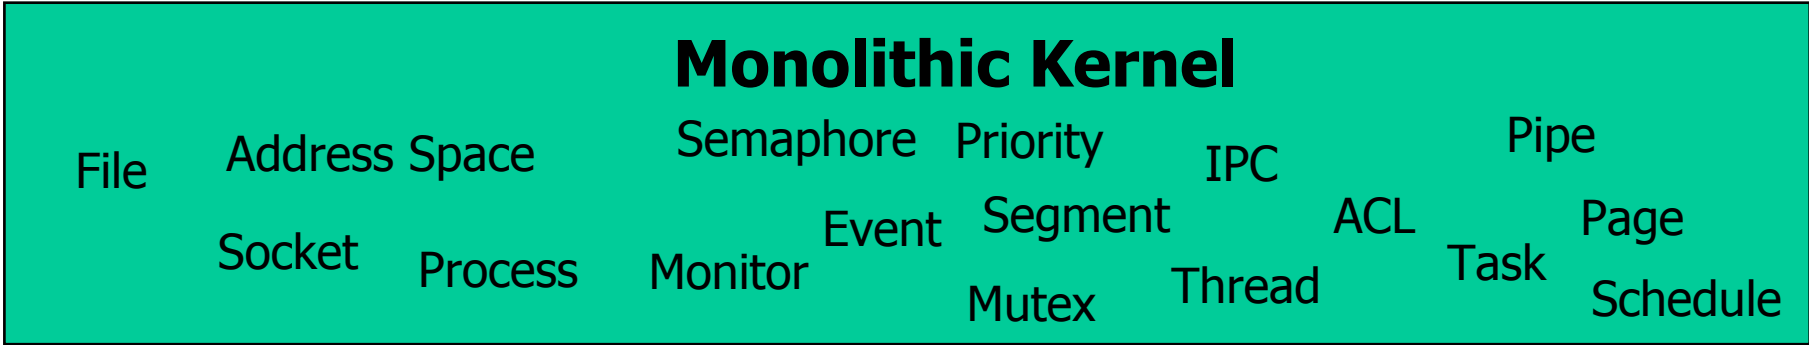 Monolithic Kernel
File
Address Space
Semaphore
Priority
IPC
Pipe
Socket
Process
Monitor
Event
Segment
Mutex
Thread
ACL
Task
Page
Schedule